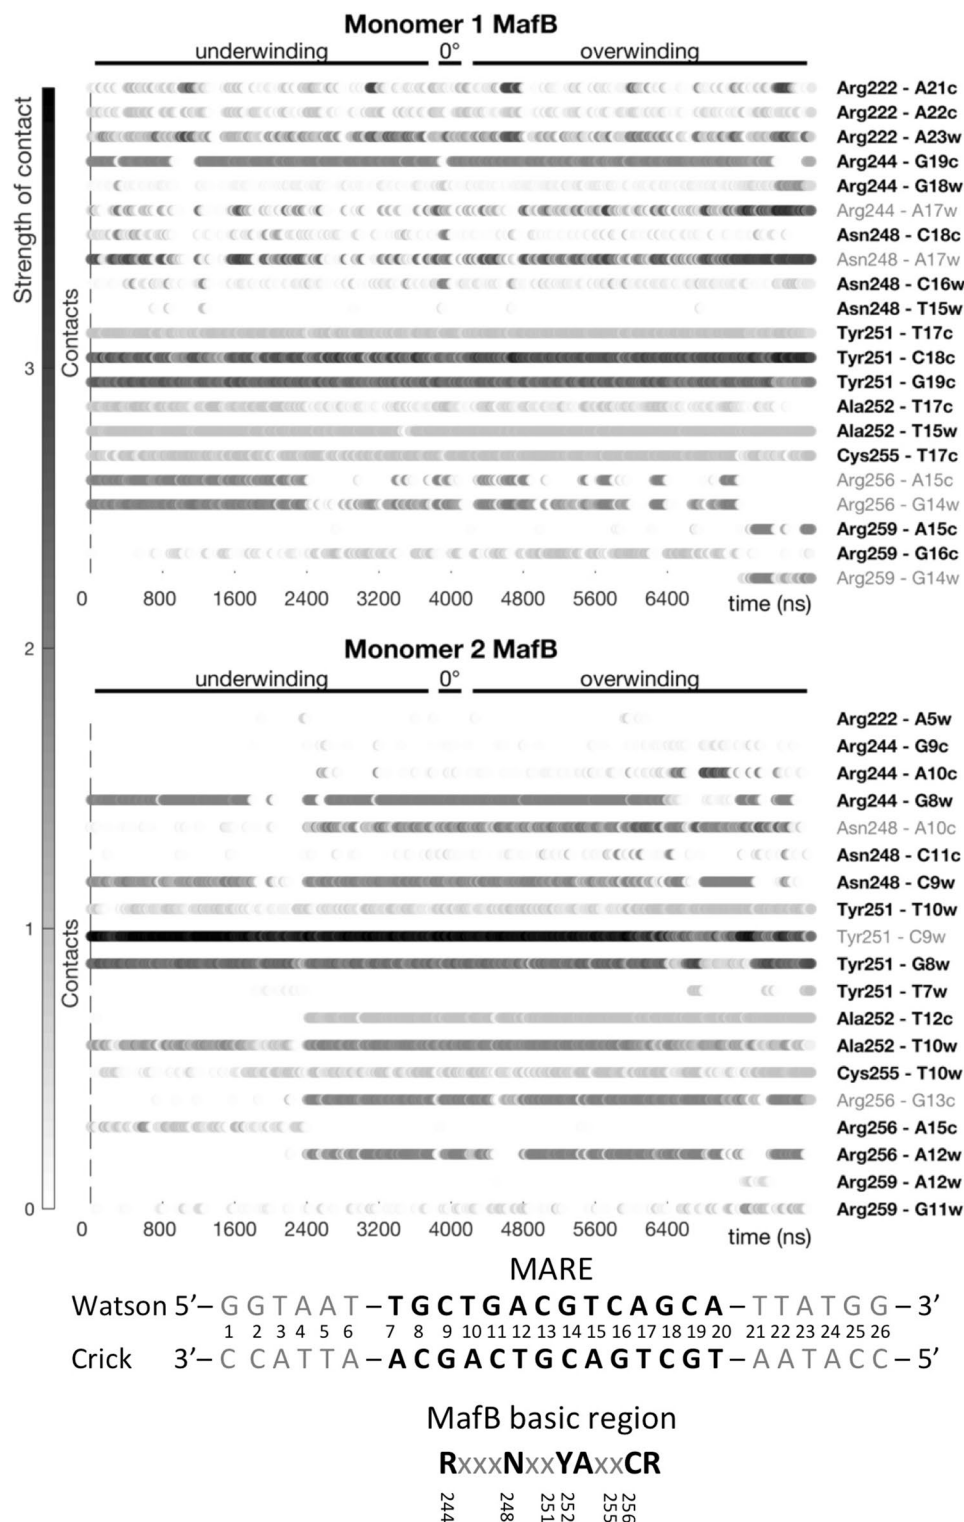 Monomer 1 MafB
underwinding 0° overwinding
Strength of contact
3
2
1
0
Contacts
Arg222 - A21c
Arg222 - A22c
Arg222 - A23w
Arg244 - G19c
Arg244 - G18w
Arg244 - A17w
Asn248 - C18c
Asn248 - A17w
Asn248 - C16w
Asn248 - T15w
Tyr251 - T17c
Tyr251 - C18c
Tyr251 - G19c
Ala252 - T17c
Ala252 - T15w
Cys255 - T17c
Arg256 - A15c
Arg256 - G14w
Arg259 - A15c
Arg259 - G16c
Arg259 - G14w
0 800 1600 2400 3200 4000 4800 5600 6400 time (ns)
Monomer 2 MafB
underwinding 0° overwinding
Contacts
Arg222 - A5w
Arg244 - G9c
Arg244 - A10c
Arg244 - G8w
Asn248 - A10c
Asn248 - C11c
Asn248 - C9w
Tyr251 - T10w
Tyr251 - C9w
Tyr251 - G8w
Tyr251 - T7w
Ala252 - T12c
Ala252 - T10w
Cys255 - T10w
Arg256 - G13c
Arg256 - A15c
Arg256 - A12w
Arg259 - A12w
Arg259 - G11w
0 800 1600 2400 3200 4000 4800 5600 6400 time (ns)
MARE
Watson 5’– G G T A A T – T G C T G A C G T C A G C A – T T A T G G – 3’
1 2 3 4 5 6 7 8 9 10 11 12 13 14 15 16 17 18 19 20 21 22 23 24 25 26
Crick 3’– C C A T T A – A C G A C T G C A G T C G T – A A T A C C – 5’
MafB basic region
RxxxNxxYAxxCR
244 248 251 252 255 256